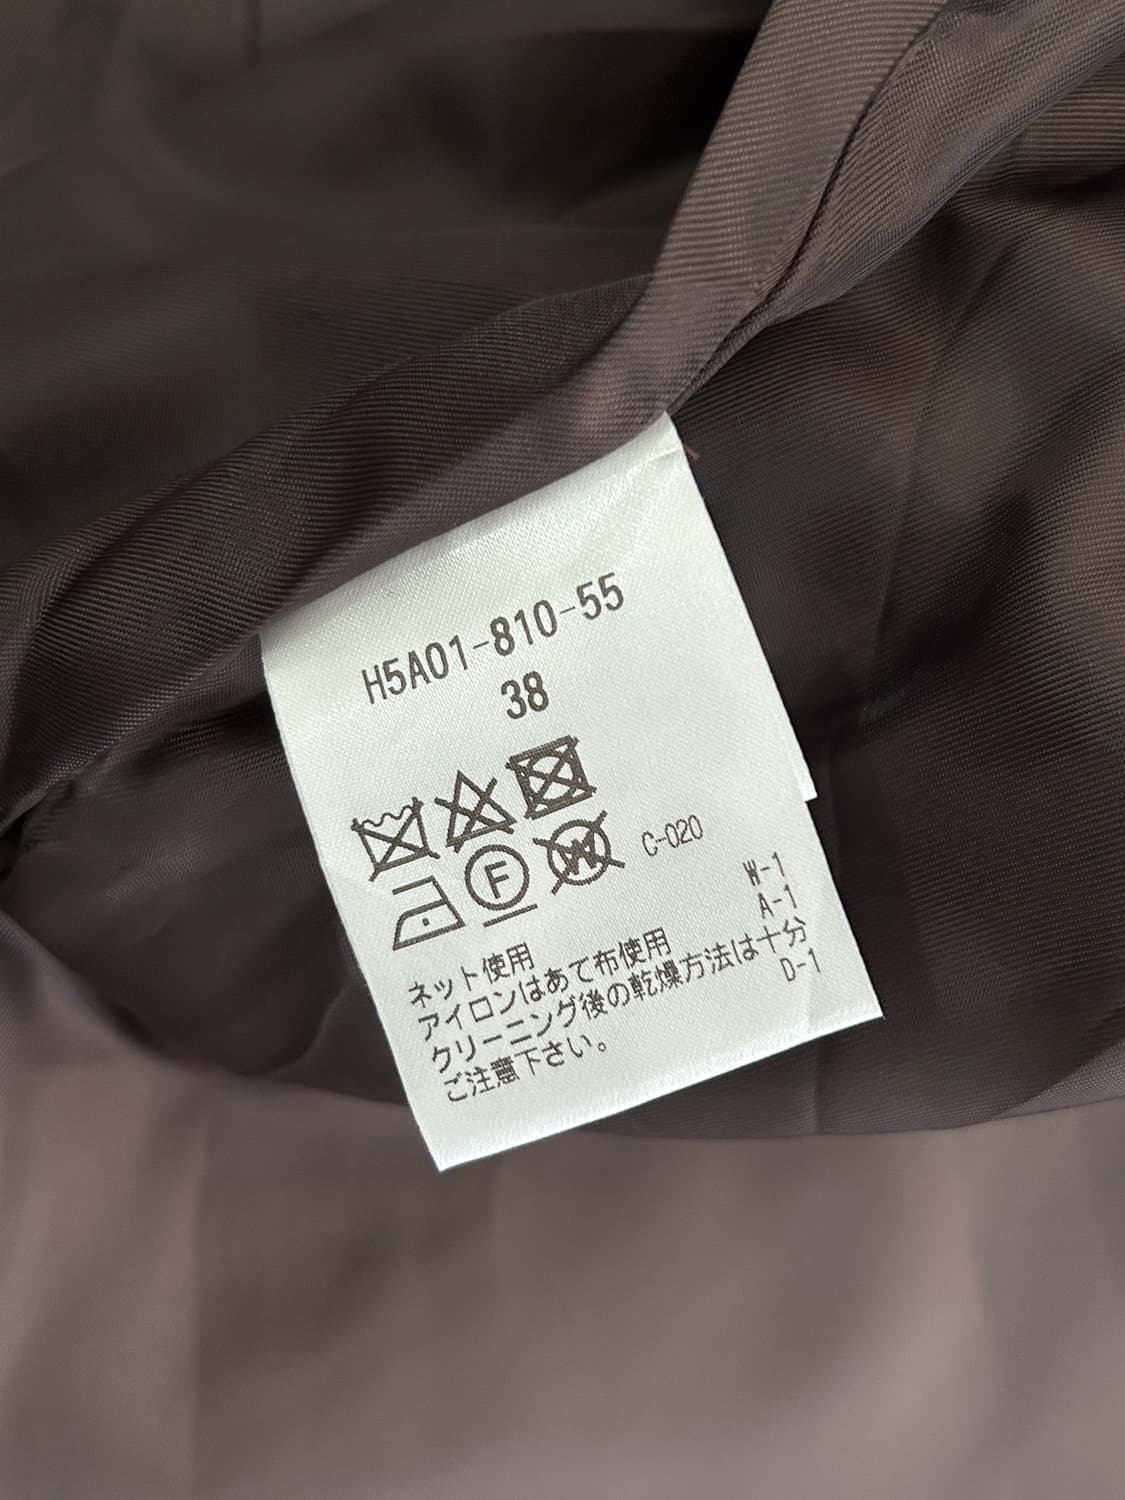 H5A01-810-55
38
F
W
C-020
W-1
A-1
D-1
ネット使用
アイロンはあて布使用
クリーニング後の乾燥方法は十分
ご注意下さい。